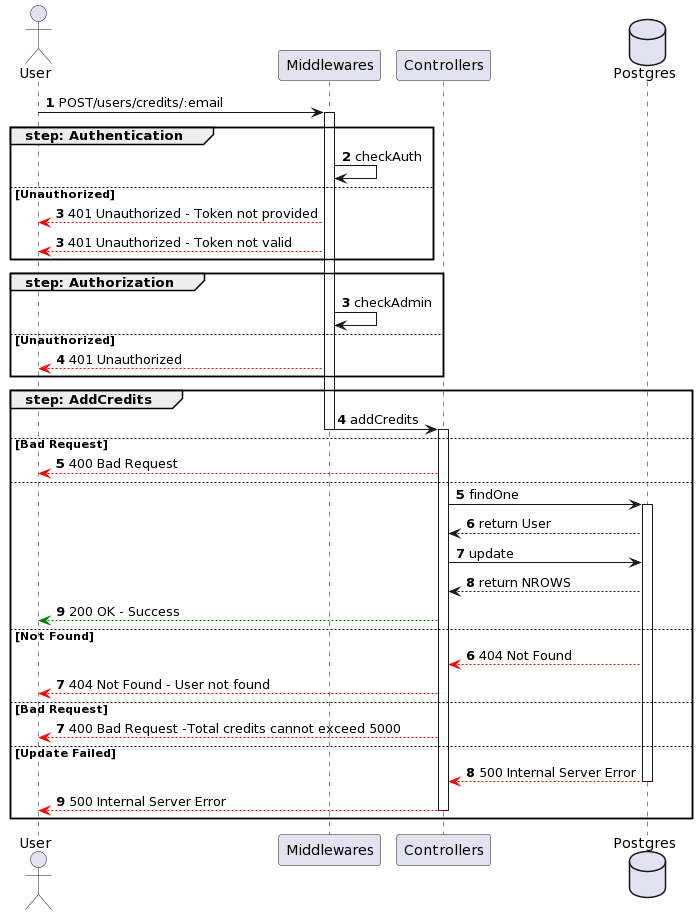 User
Middlewares
Controllers
Postgres
1 POST/users/credits/:email
step: Authentication
2 checkAuth
[Unauthorized]
3 401 Unauthorized - Token not provided
3 401 Unauthorized - Token not valid
step: Authorization
3 checkAdmin
[Unauthorized]
4 401 Unauthorized
step: AddCredits
4 addCredits
[Bad Request]
5 400 Bad Request
5 findOne
6 return User
7 update
8 return NROWS
9 200 OK - Success
[Not Found]
6 404 Not Found
7 404 Not Found - User not found
[Bad Request]
7 400 Bad Request -Total credits cannot exceed 5000
[Update Failed]
8 500 Internal Server Error
9 500 Internal Server Error
User
Middlewares
Controllers
Postgres